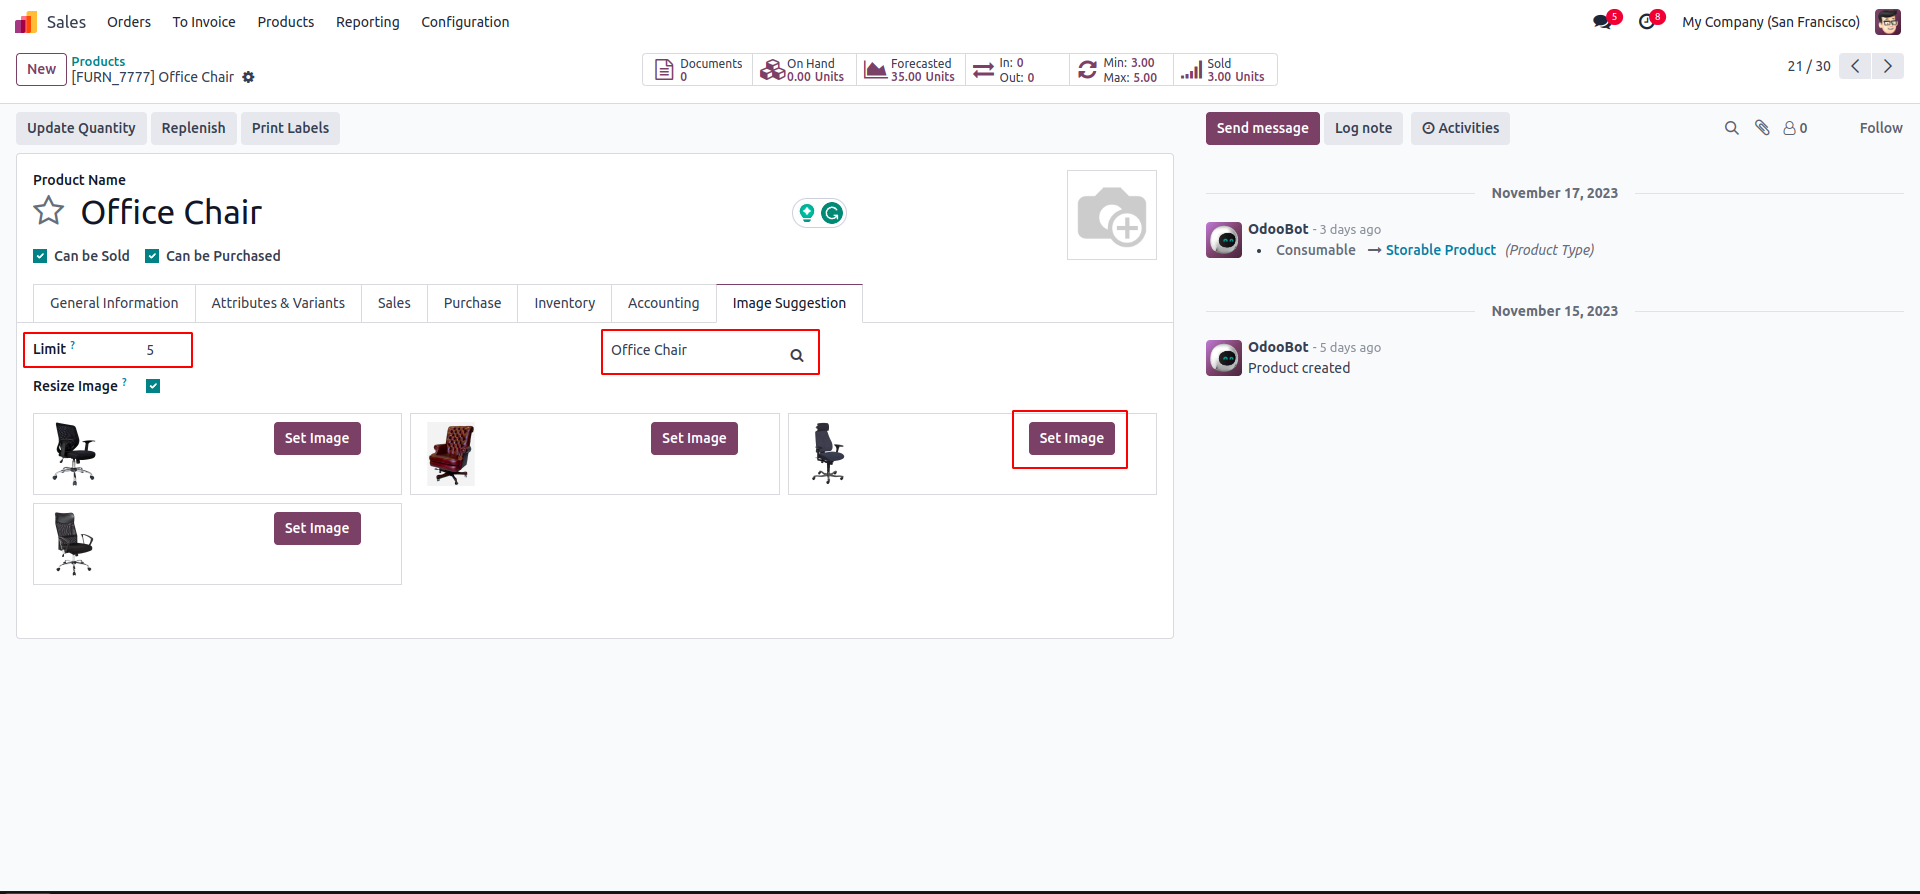 Sales Orders To Invoice Products Reporting Configuration 5 8 My Company (San Francisco)
New Products
[FURN_7777] Office Chair
Documents
0
On Hand
0.00 Units
Forecasted
35.00 Units
In: 0
Out: 0
Min: 3.00
Max: 5.00
Sold
3.00 Units
21 / 30
Update Quantity Replenish Print Labels
Send message Log note Activities 0 Follow
Product Name
Office Chair
Can be Sold Can be Purchased
General Information Attributes & Variants Sales Purchase Inventory Accounting Image Suggestion
Limit ? 5
Office Chair
Resize Image ?
Set Image Set Image Set Image
Set Image
November 17, 2023
OdooBot - 3 days ago
• Consumable → Storable Product (Product Type)
November 15, 2023
OdooBot - 5 days ago
Product created